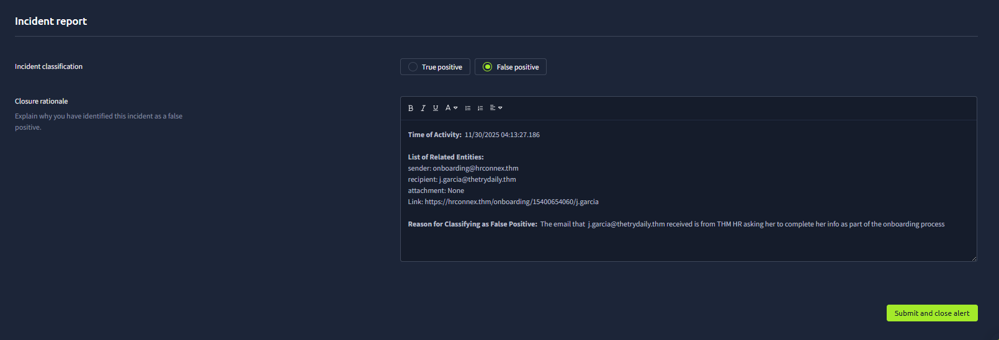 Incident report
Incident classification
True positive
False positive
Closure rationale
Explain why you have identified this incident as a false
positive.
B I U A
Time of Activity: 11/30/2025 04:13:27.186
List of Related Entities:
sender: onboarding@hrconnex.thm
recipient: j.garcia@thetrydaily.thm
attachment: None
Link: https://hrconnex.thm/onboarding/15400654060/j.garcia
Reason for Classifying as False Positive: The email that j.garcia@thetrydaily.thm received is from THM HR asking her to complete her info as part of the onboarding process
Submit and close alert